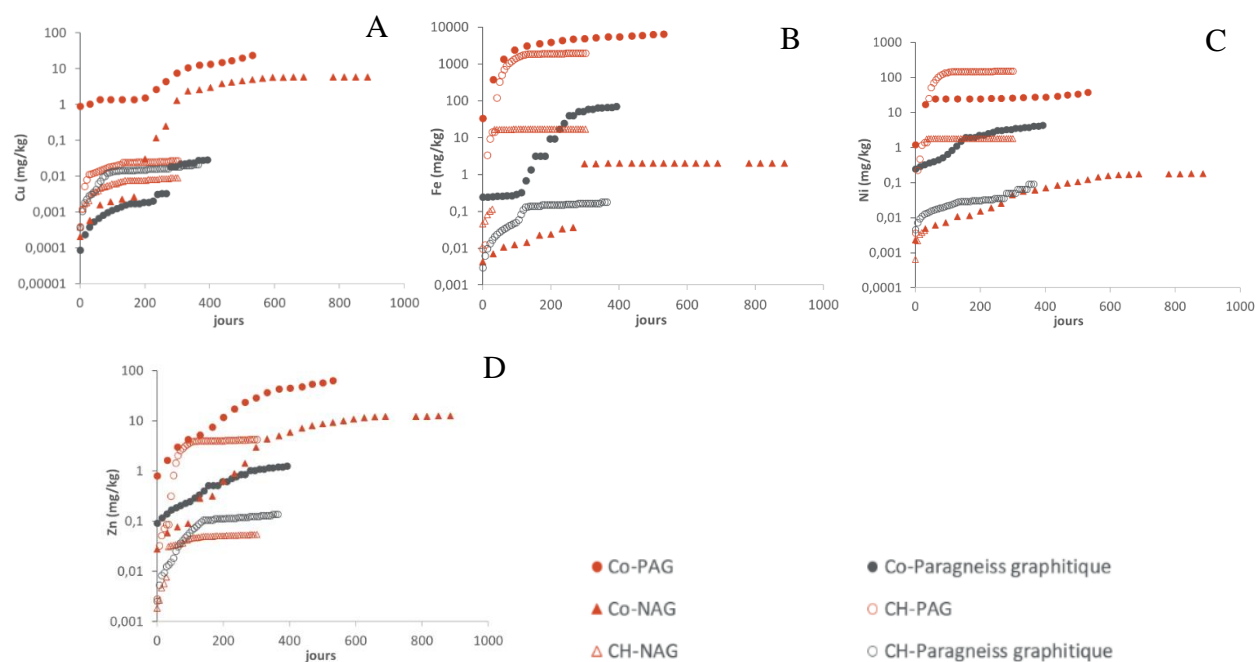 A
Cu (mg/kg)
100
10
1
0,1
0,01
0,001
0,0001
0,00001
0 200 400 600 800 1000
jours
B
Fe (mg/kg)
10000
1000
100
10
1
0,1
0,01
0,001
0 200 400 600 800 1000
jours
C
Ni (mg/kg)
1000
100
10
1
0,1
0,01
0,001
0,0001
0 200 400 600 800 1000
jours
D
Zn (mg/kg)
100
10
1
0,1
0,01
0,001
0 200 400 600 800 1000
jours
Co-PAG
Co-Paragneiss graphitique
Co-NAG
CH-PAG
CH-NAG
CH-Paragneiss graphitique